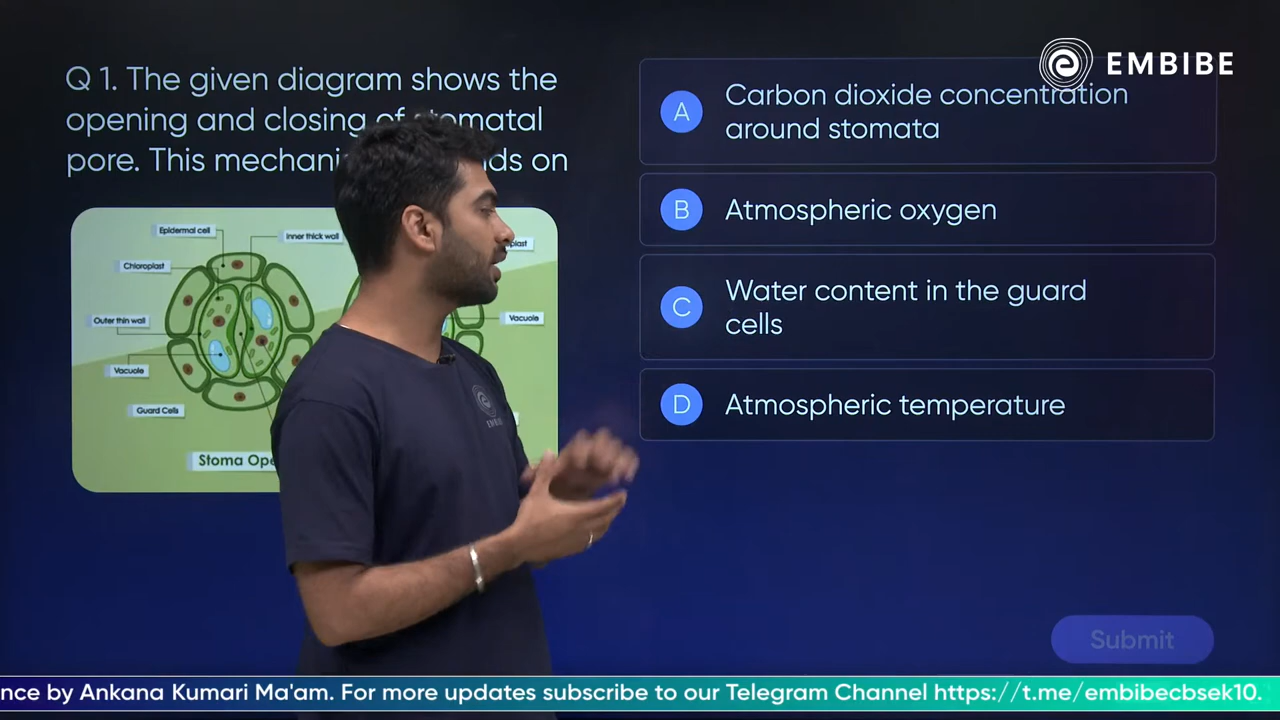 EMBIBE
Q 1. The given diagram shows the
opening and closing of stomatal
pore. This on
Epidermal cell
Inner thick wall
Chloroplast
Outer thin wall
Vacuole
Guard Cells
Vacuole
Stoma
A
Carbon dioxide concentration
around stomata
B
Atmospheric oxygen
C
Water content in the guard
cells
D
Atmospheric temperature
EMBIBE
Submit
by Ankana Kumari Ma'am. For more updates subscribe to our Telegram Channel https://t.me/embibecbsek10.